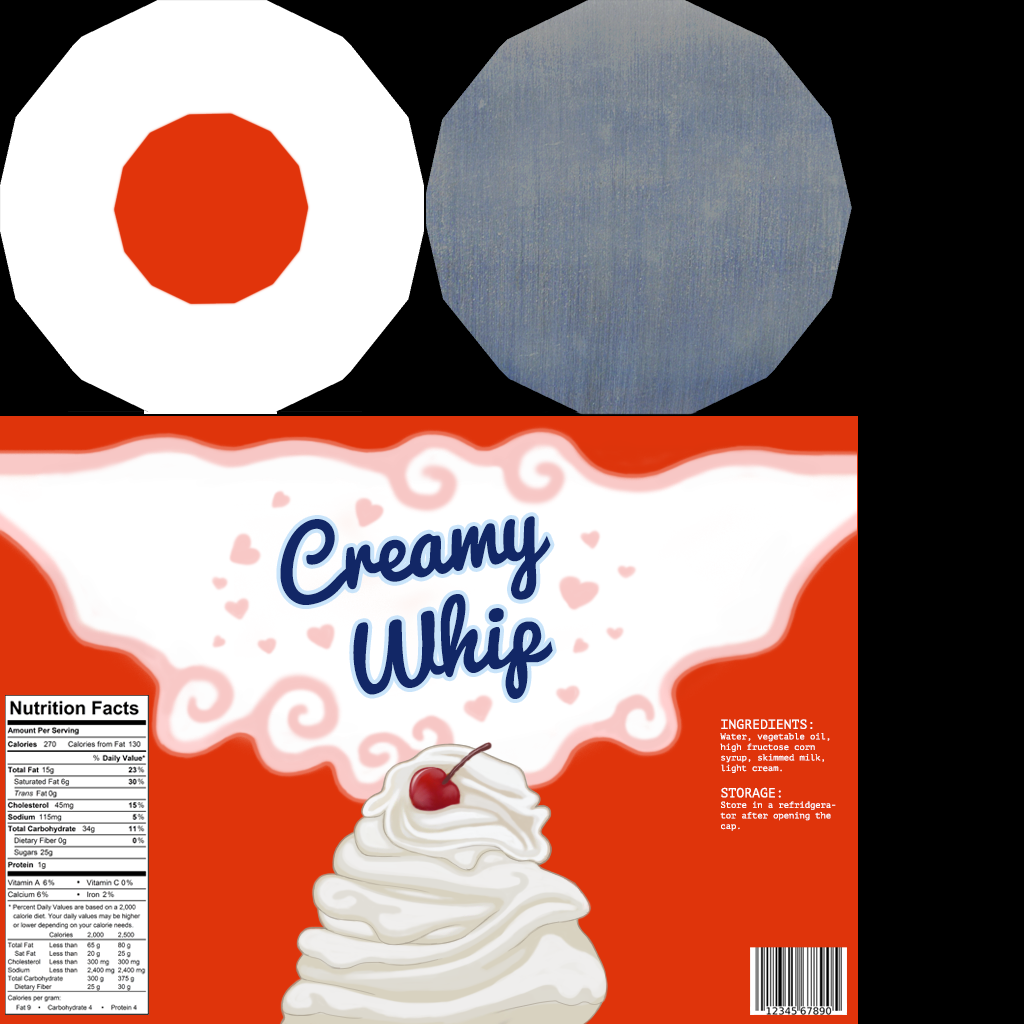 Creamy
Whip
Nutrition Facts
Amount Per Serving
Calories 270 Calories from Fat 130
% Daily Value*
Total Fat 15g 23%
Saturated Fat 6g 30%
Trans Fat 0g
Cholesterol 45mg 15%
Sodium 115mg 5%
Total Carbohydrate 34g 11%
Dietary Fiber 0g 0%
Sugars 25g
Protein 1g
Vitamin A 6% • Vitamin C 0%
Calcium 6% • Iron 2%
* Percent Daily Values are based on a 2,000
calorie diet. Your daily values may be higher
or lower depending on your calorie needs.
Calories 2,000 2,500
Total Fat Less than 65 g 80 g
Sat Fat Less than 20 g 25 g
Cholesterol Less than 300 mg 300 mg
Sodium Less than 2,400 mg 2,400 mg
Total Carbohydrate 300 g 375 g
Dietary Fiber 25 g 30 g
Calories per gram:
Fat 9 • Carbohydrate 4 • Protein 4
INGREDIENTS:
Water, vegetable oil,
high fructose corn
syrup, skimmed milk,
light cream.
STORAGE:
Store in a refridgera-
tor after opening the
cap.
12345 67890